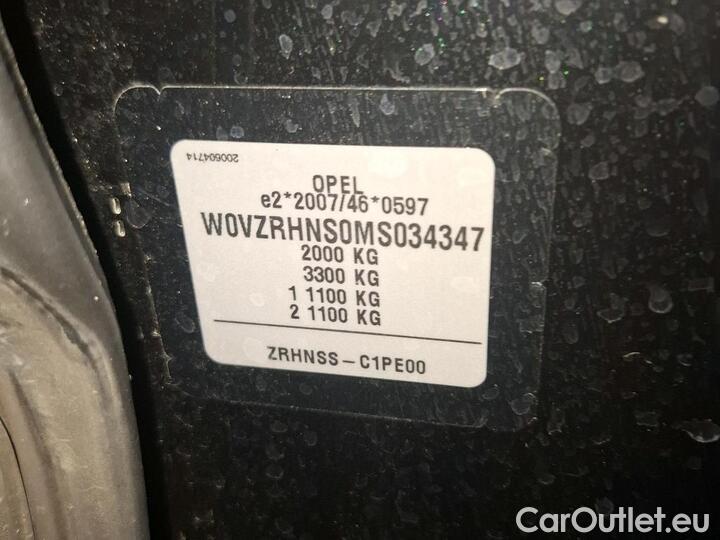 200604714
OPEL
e2*2007/46*0597
W0VZRHNS0MS034347
2000 KG
3300 KG
1 1100 KG
2 1100 KG
ZRHNSS-C1PE00
CarOutlet.eu